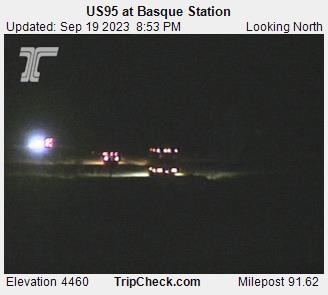 US95 at Basque Station
Updated: Sep 19 2023 8:53 PM Looking North
Elevation 4460 TripCheck.com Milepost 91.62